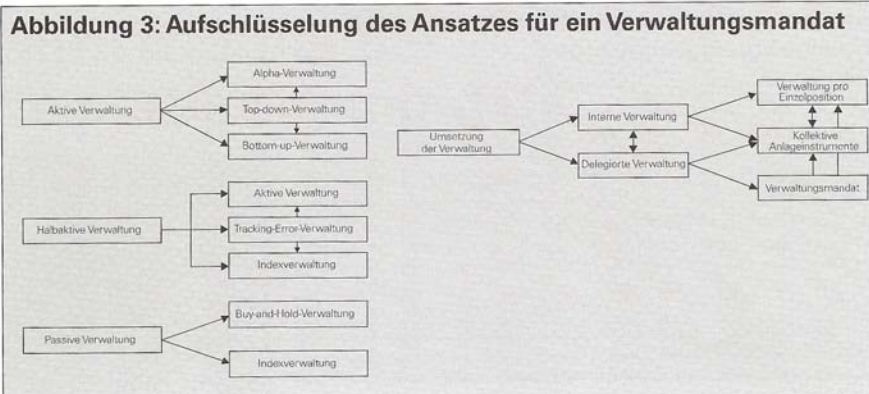 Abbildung 3: Aufschlüsselung des Ansatzes für ein Verwaltungsmandat
Aktive Verwaltung
Alpha-Verwaltung
Top-down-Verwaltung
Bottom-up-Verwaltung
Halbaktive Verwaltung
Aktive Verwaltung
Tracking-Error-Verwaltung
Indexverwaltung
Passive Verwaltung
Buy-and-Hold-Verwaltung
Indexverwaltung
Umsetzung
der Verwaltung
Interne Verwaltung
Delegierte Verwaltung
Verwaltung pro
Einzelposition
Kollektive
Anlageinstrumente
Verwaltungsmandat